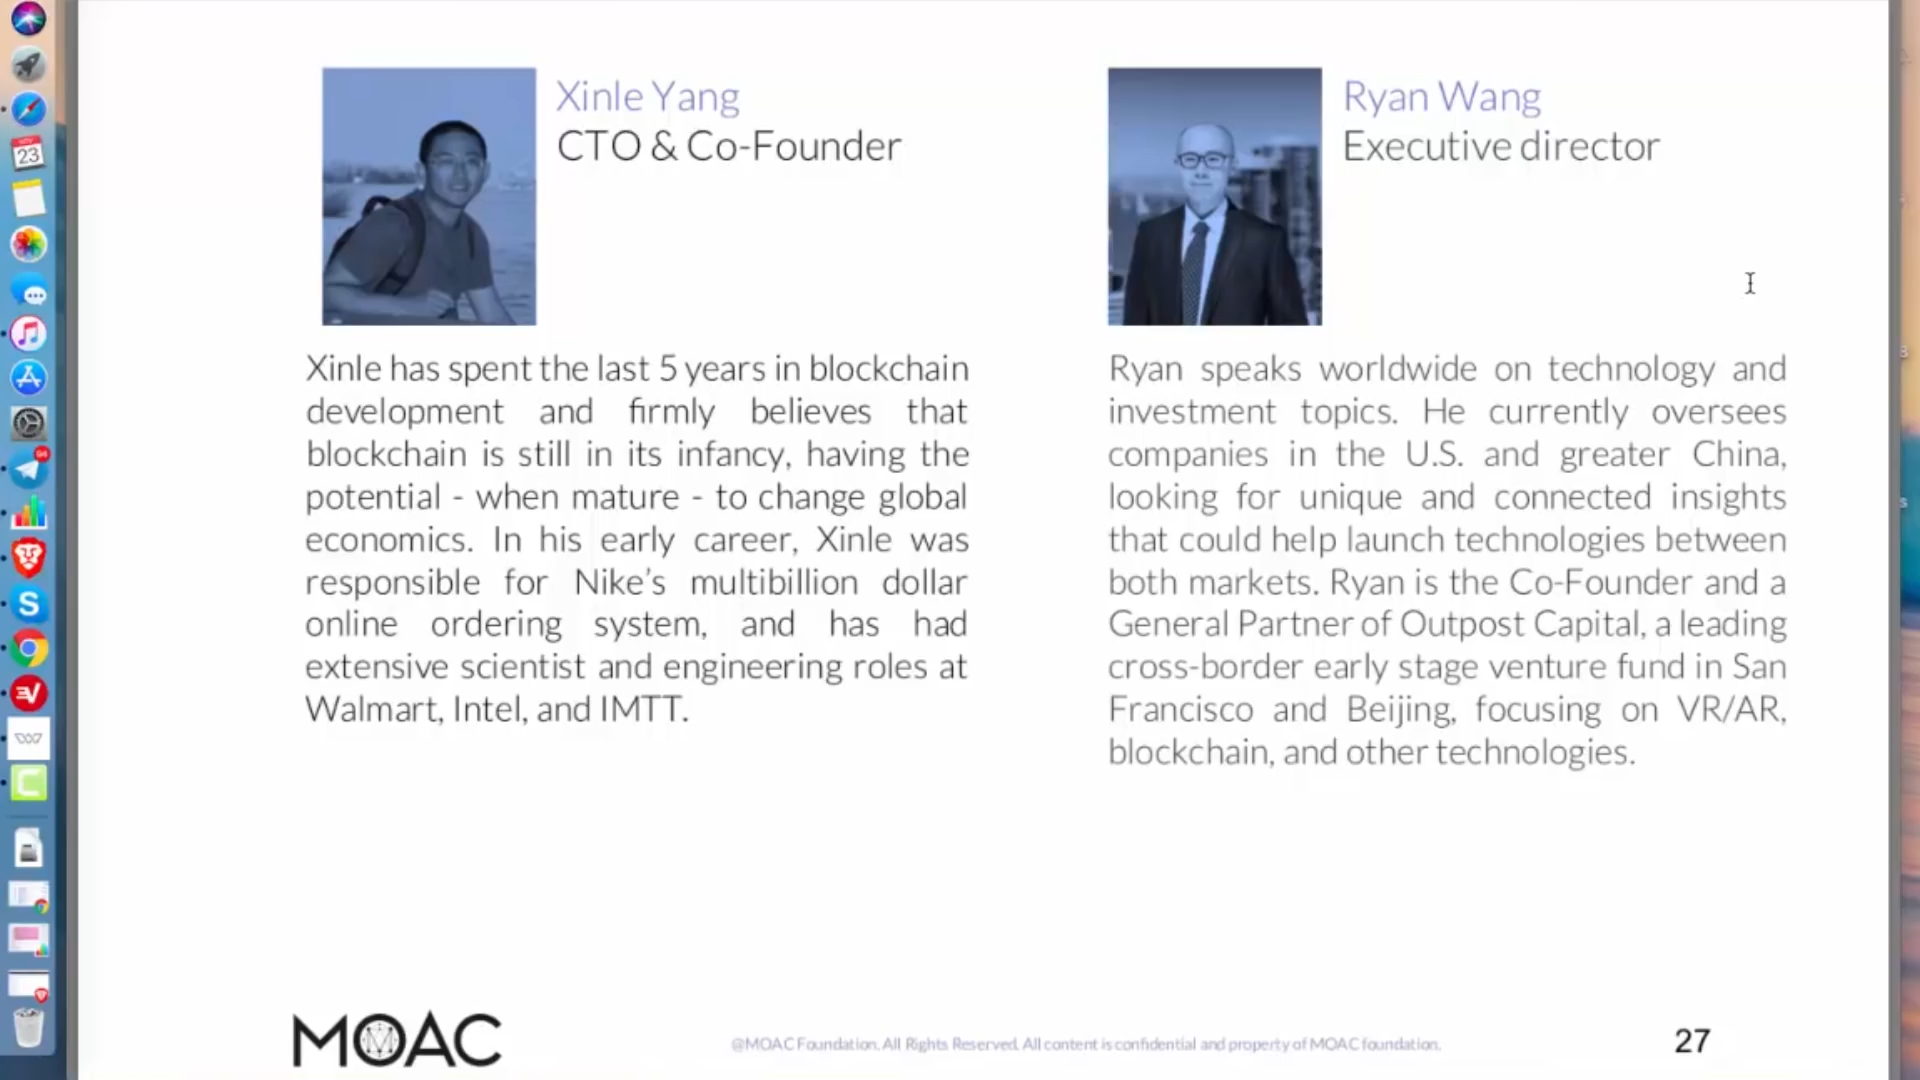 Xinle Yang
CTO & Co-Founder
Xinle has spent the last 5 years in blockchain
development and firmly believes that
blockchain is still in its infancy, having the
potential - when mature - to change global
economics. In his early career, Xinle was
responsible for Nike’s multibillion dollar
online ordering system, and has had
extensive scientist and engineering roles at
Walmart, Intel, and IMTT.
Ryan Wang
Executive director
Ryan speaks worldwide on technology and
investment topics. He currently oversees
companies in the U.S. and greater China,
looking for unique and connected insights
that could help launch technologies between
both markets. Ryan is the Co-Founder and a
General Partner of Outpost Capital, a leading
cross-border early stage venture fund in San
Francisco and Beijing, focusing on VR/AR,
blockchain, and other technologies.
MOAC
@MOAC Foundation. All Rights Reserved. All content is confidential and property of MOAC foundation.
27
23
94